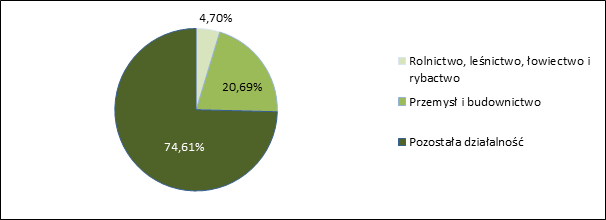 4,70%
20,69%
74,61%
Rolnictwo, leśnictwo, łowiectwo i
rybactwo
Przemysł i budownictwo
Pozostała działalność